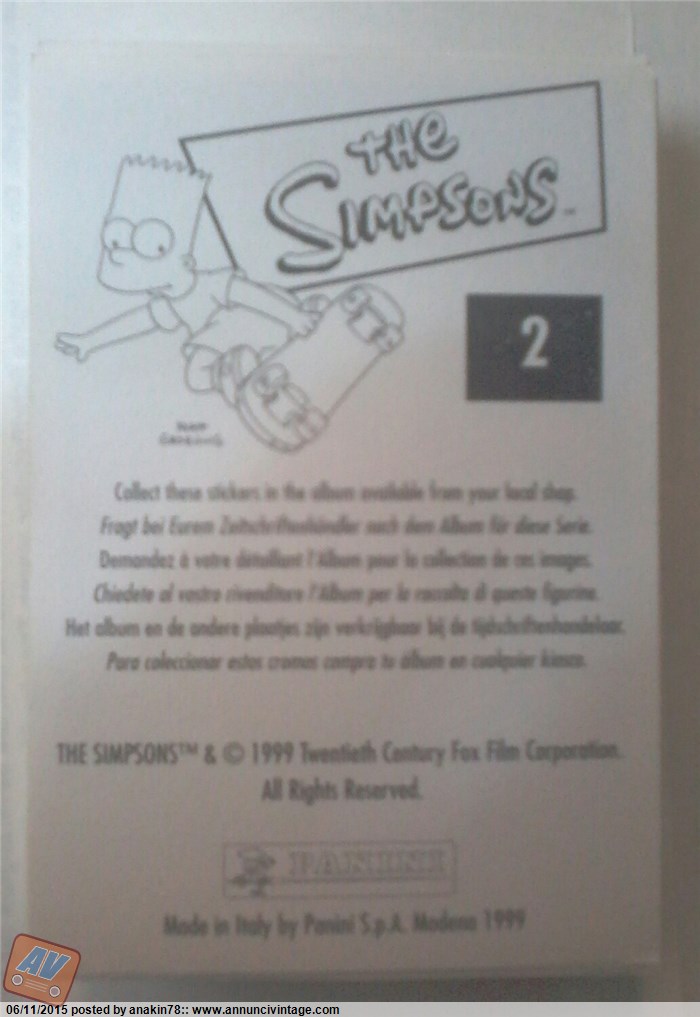 THE
SIMPSONS™
2
MATT
GROENING
Collect these stickers in the album available from your local shop.
Fragt bei Eurem Zeitschriftenhändler nach dem Album für diese Serie.
Demandez à votre détaillant l'Album pour la collection de ces images.
Chiedete al vostro rivenditore l'Album per la raccolta di queste figurine.
Het album en de andere plaatjes zijn verkrijgbaar bij de tijdschriftenhandelaar.
Para coleccionar estos cromos compra tu álbum en cualquier kiosco.
THE SIMPSONS™ & © 1999 Twentieth Century Fox Film Corporation.
All Rights Reserved.
PANINI
Made in Italy by Panini S.p.A. Modena 1999
AV
06/11/2015 posted by anakin78:: www.annuncivintage.com